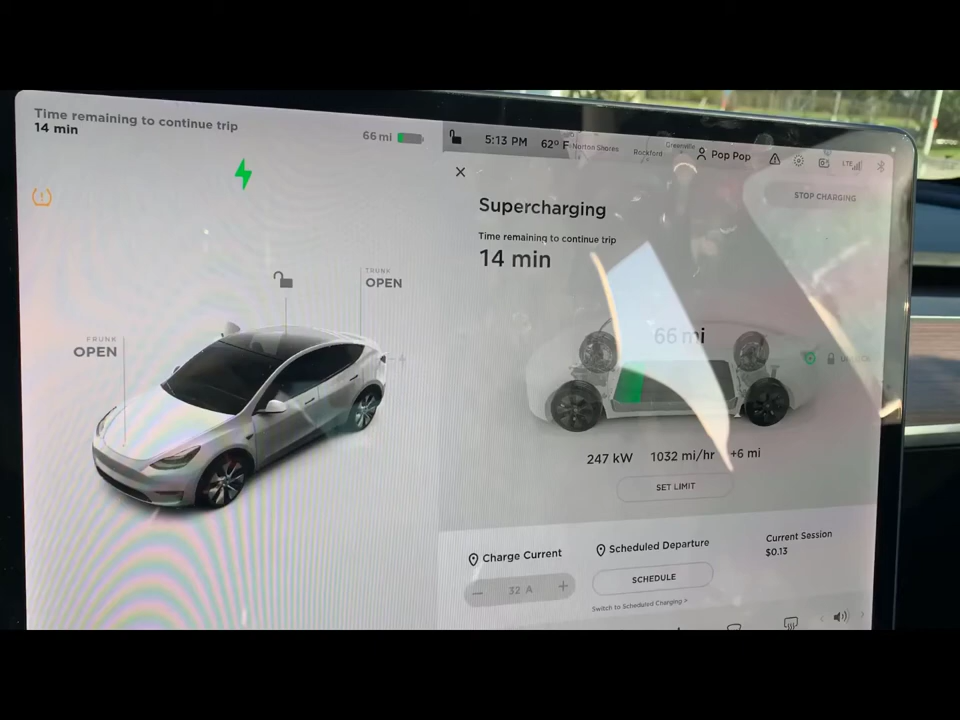 Time remaining to continue trip
14 min
66 mi
TRUNK
OPEN
FRUNK
OPEN
5:13 PM
62° F
Norton Shores
Rockford
Greenville
Pop Pop
LTE
Supercharging
STOP CHARGING
Time remaining to continue trip
14 min
66 mi
247 kW
1032 mi/hr
+6 mi
SET LIMIT
Charge Current
32 A
Scheduled Departure
SCHEDULE
Switch to Scheduled Charging >
Current Session
$0.13